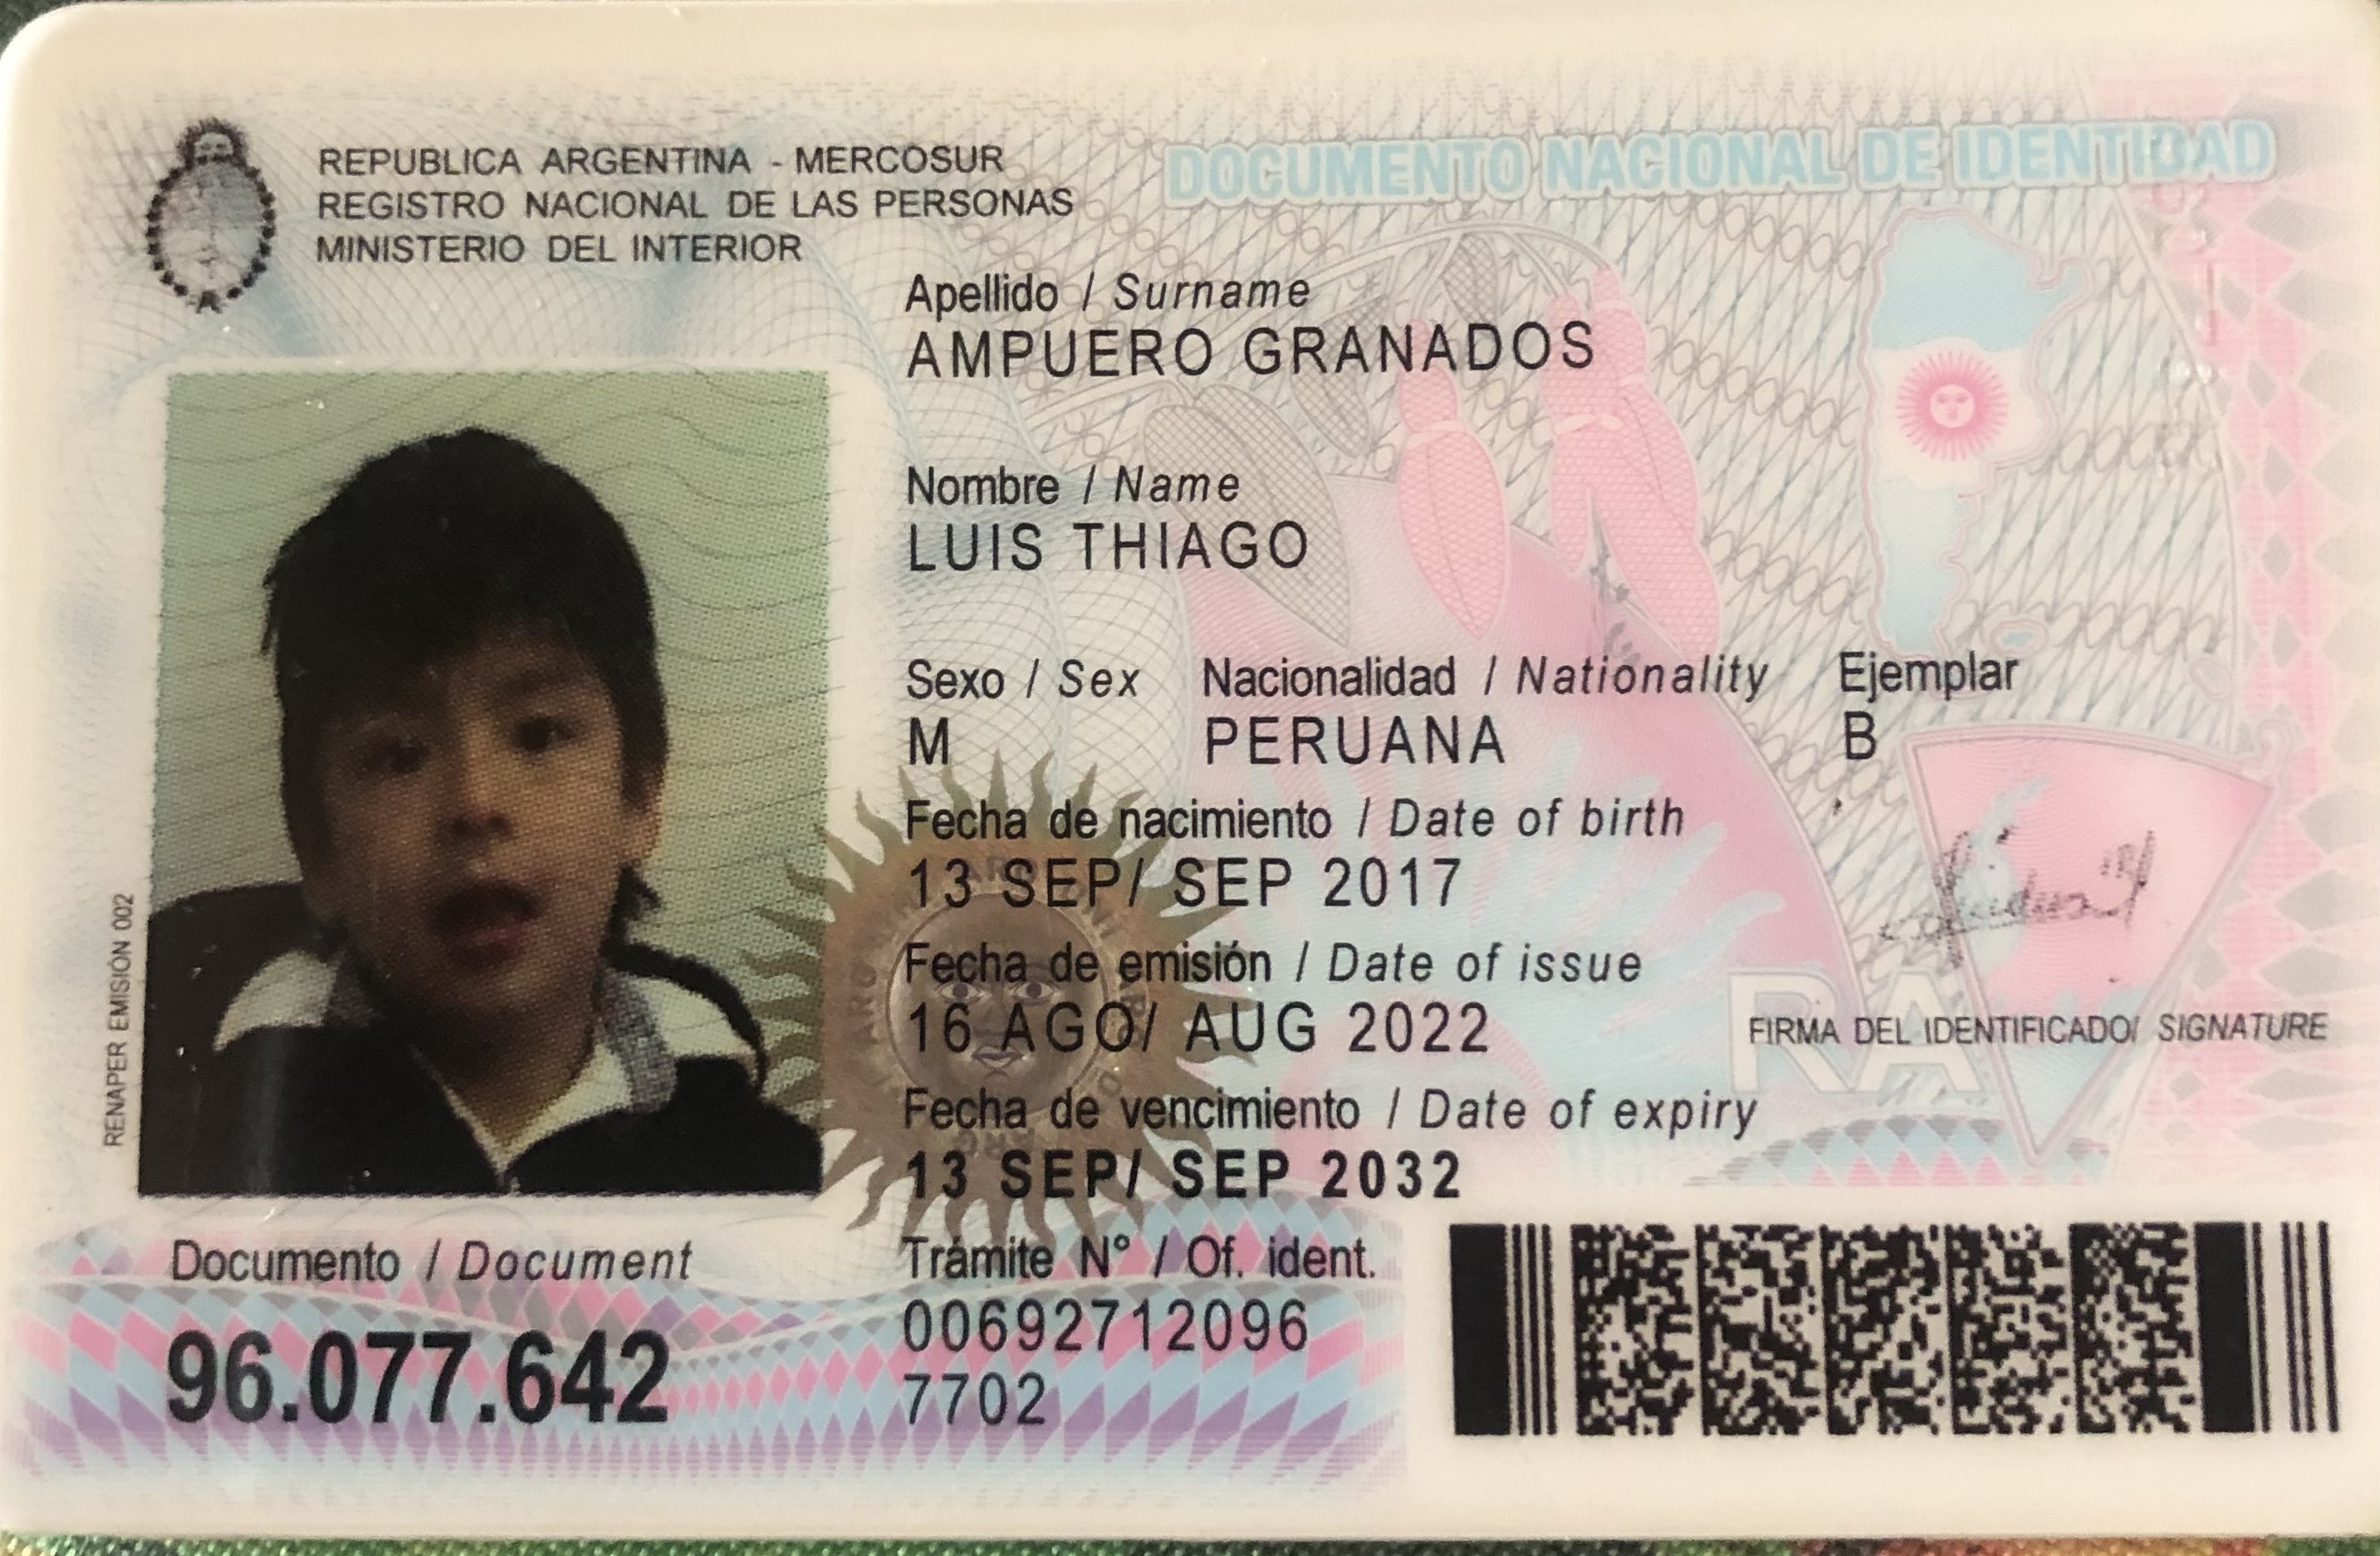 REPUBLICA ARGENTINA - MERCOSUR
REGISTRO NACIONAL DE LAS PERSONAS
MINISTERIO DEL INTERIOR
DOCUMENTO NACIONAL DE IDENTIDAD
Apellido / Surname
AMPUERO GRANADOS
Nombre / Name
LUIS THIAGO
Sexo / Sex Nacionalidad / Nationality Ejemplar
M PERUANA B
Fecha de nacimiento / Date of birth
13 SEP/ SEP 2017
Fecha de emisión / Date of issue
16 AGO/ AUG 2022
FIRMA DEL IDENTIFICADO/ SIGNATURE
RA
Fecha de vencimiento / Date of expiry
13 SEP/ SEP 2032
RENAPER EMISIÓN 002
Documento / Document
96.077.642
Trámite N° / Of. ident.
00692712096
7702